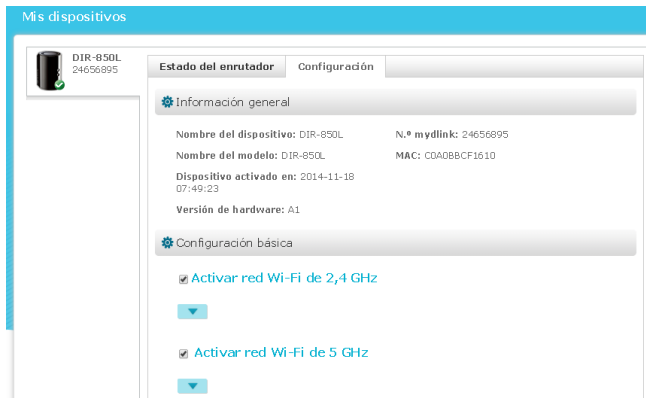 Mis dispositivos
DIR-850L
24656895
Estado del enrutador
Configuración
Información general
Nombre del dispositivo: DIR-850L
N.º mydlink: 24656895
Nombre del modelo: DIR-850L
MAC: C0A0BBCF1610
Dispositivo activado en: 2014-11-18
07:49:23
Versión de hardware: A1
Configuración básica
Activar red Wi-Fi de 2,4 GHz
Activar red Wi-Fi de 5 GHz